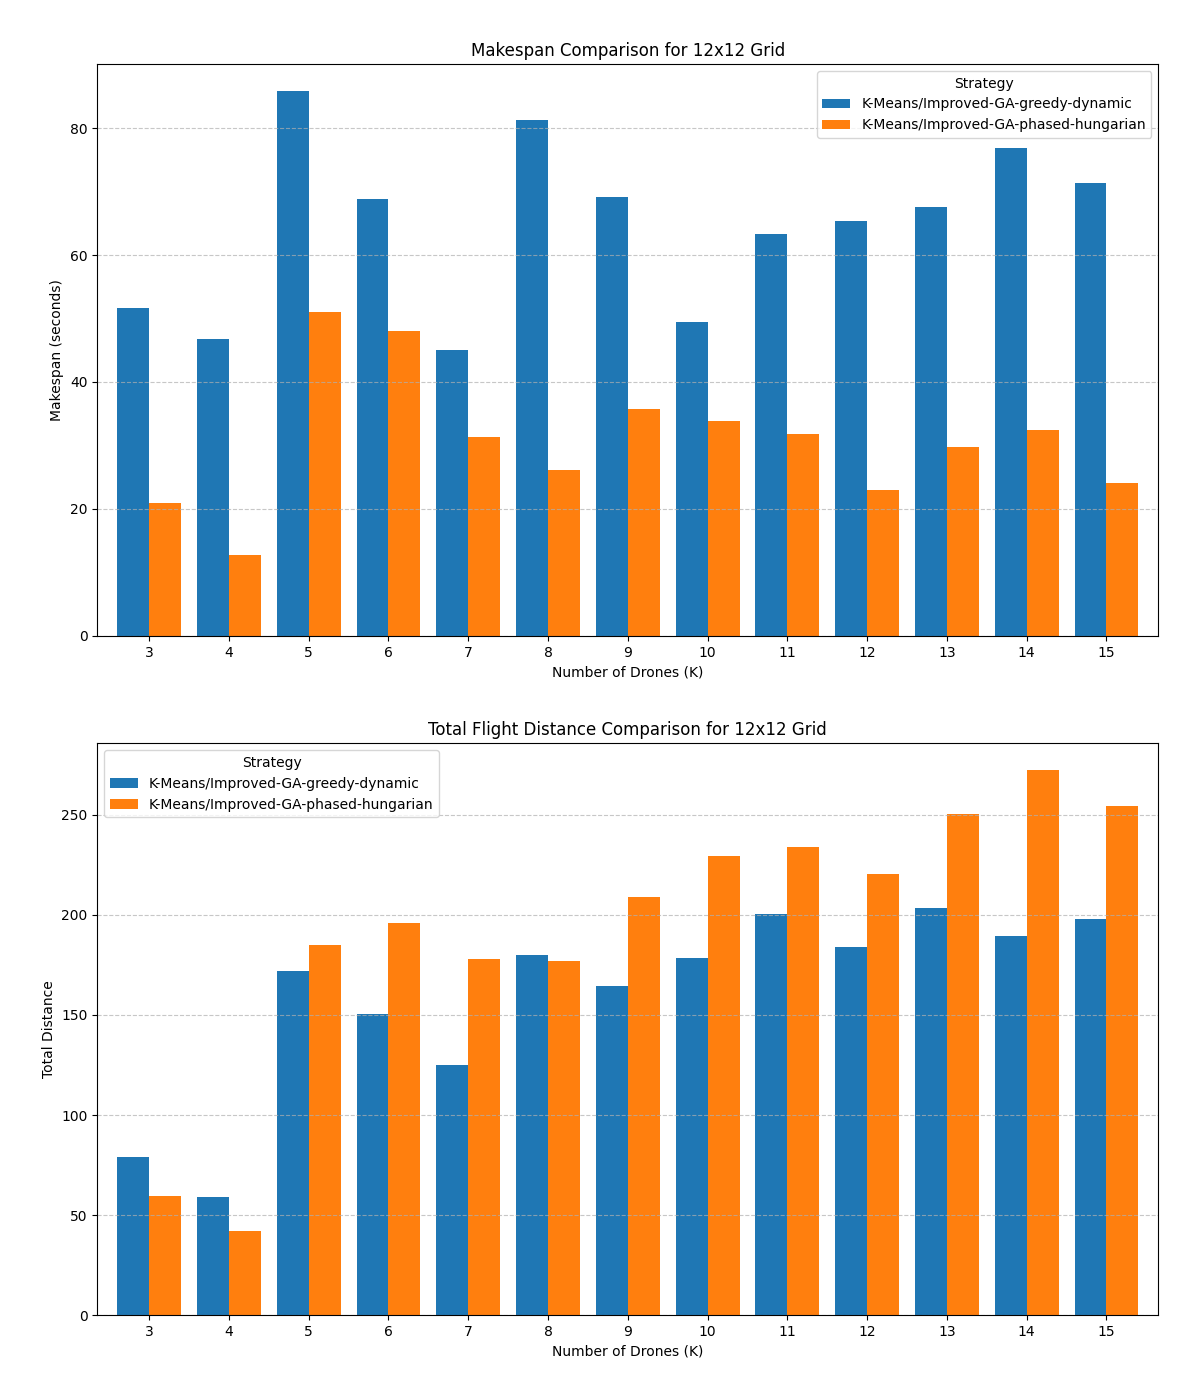 Makespan Comparison for 12x12 Grid
Strategy
K-Means/Improved-GA-greedy-dynamic
K-Means/Improved-GA-phased-hungarian
Makespan (seconds)
80
60
40
20
0
3 4 5 6 7 8 9 10 11 12 13 14 15
Number of Drones (K)
Total Flight Distance Comparison for 12x12 Grid
Strategy
K-Means/Improved-GA-greedy-dynamic
K-Means/Improved-GA-phased-hungarian
Total Distance
250
200
150
100
50
0
3 4 5 6 7 8 9 10 11 12 13 14 15
Number of Drones (K)